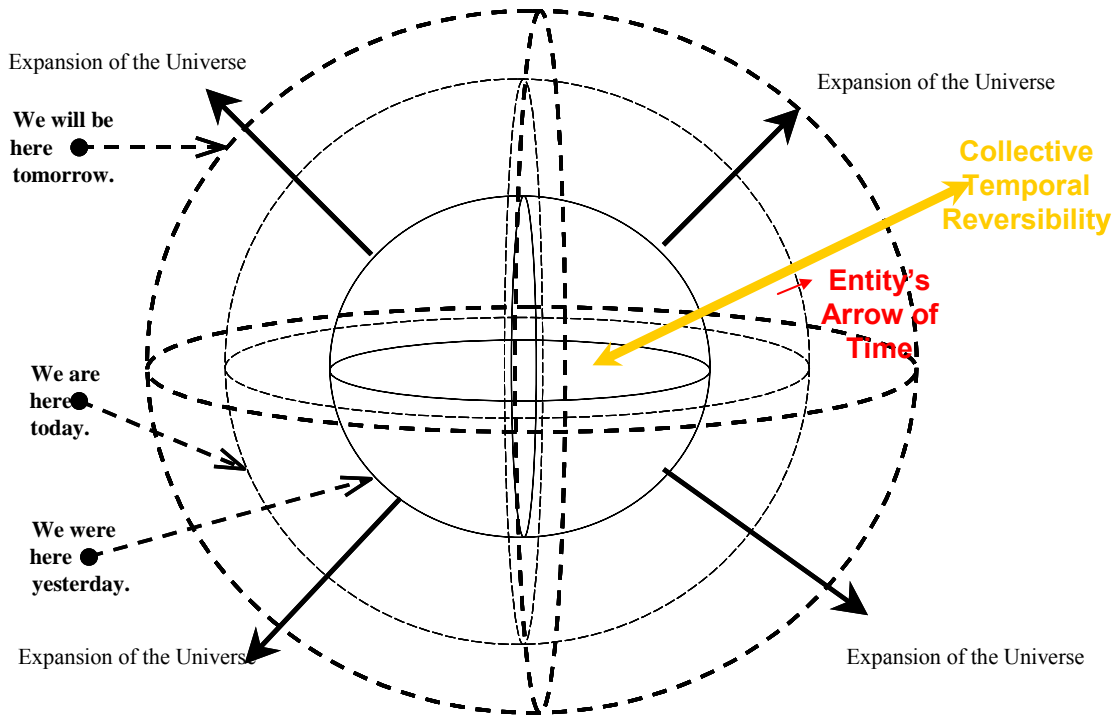 Expansion of the Universe
Expansion of the Universe
We will be
here
tomorrow.
Collective
Temporal
Reversibility
Entity’s
Arrow of
Time
We are
here
today.
We were
here
yesterday.
Expansion of the Universe
Expansion of the Universe